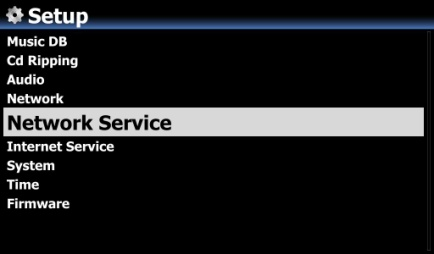 Setup
Music DB
Cd Ripping
Audio
Network
Network Service
Internet Service
System
Time
Firmware